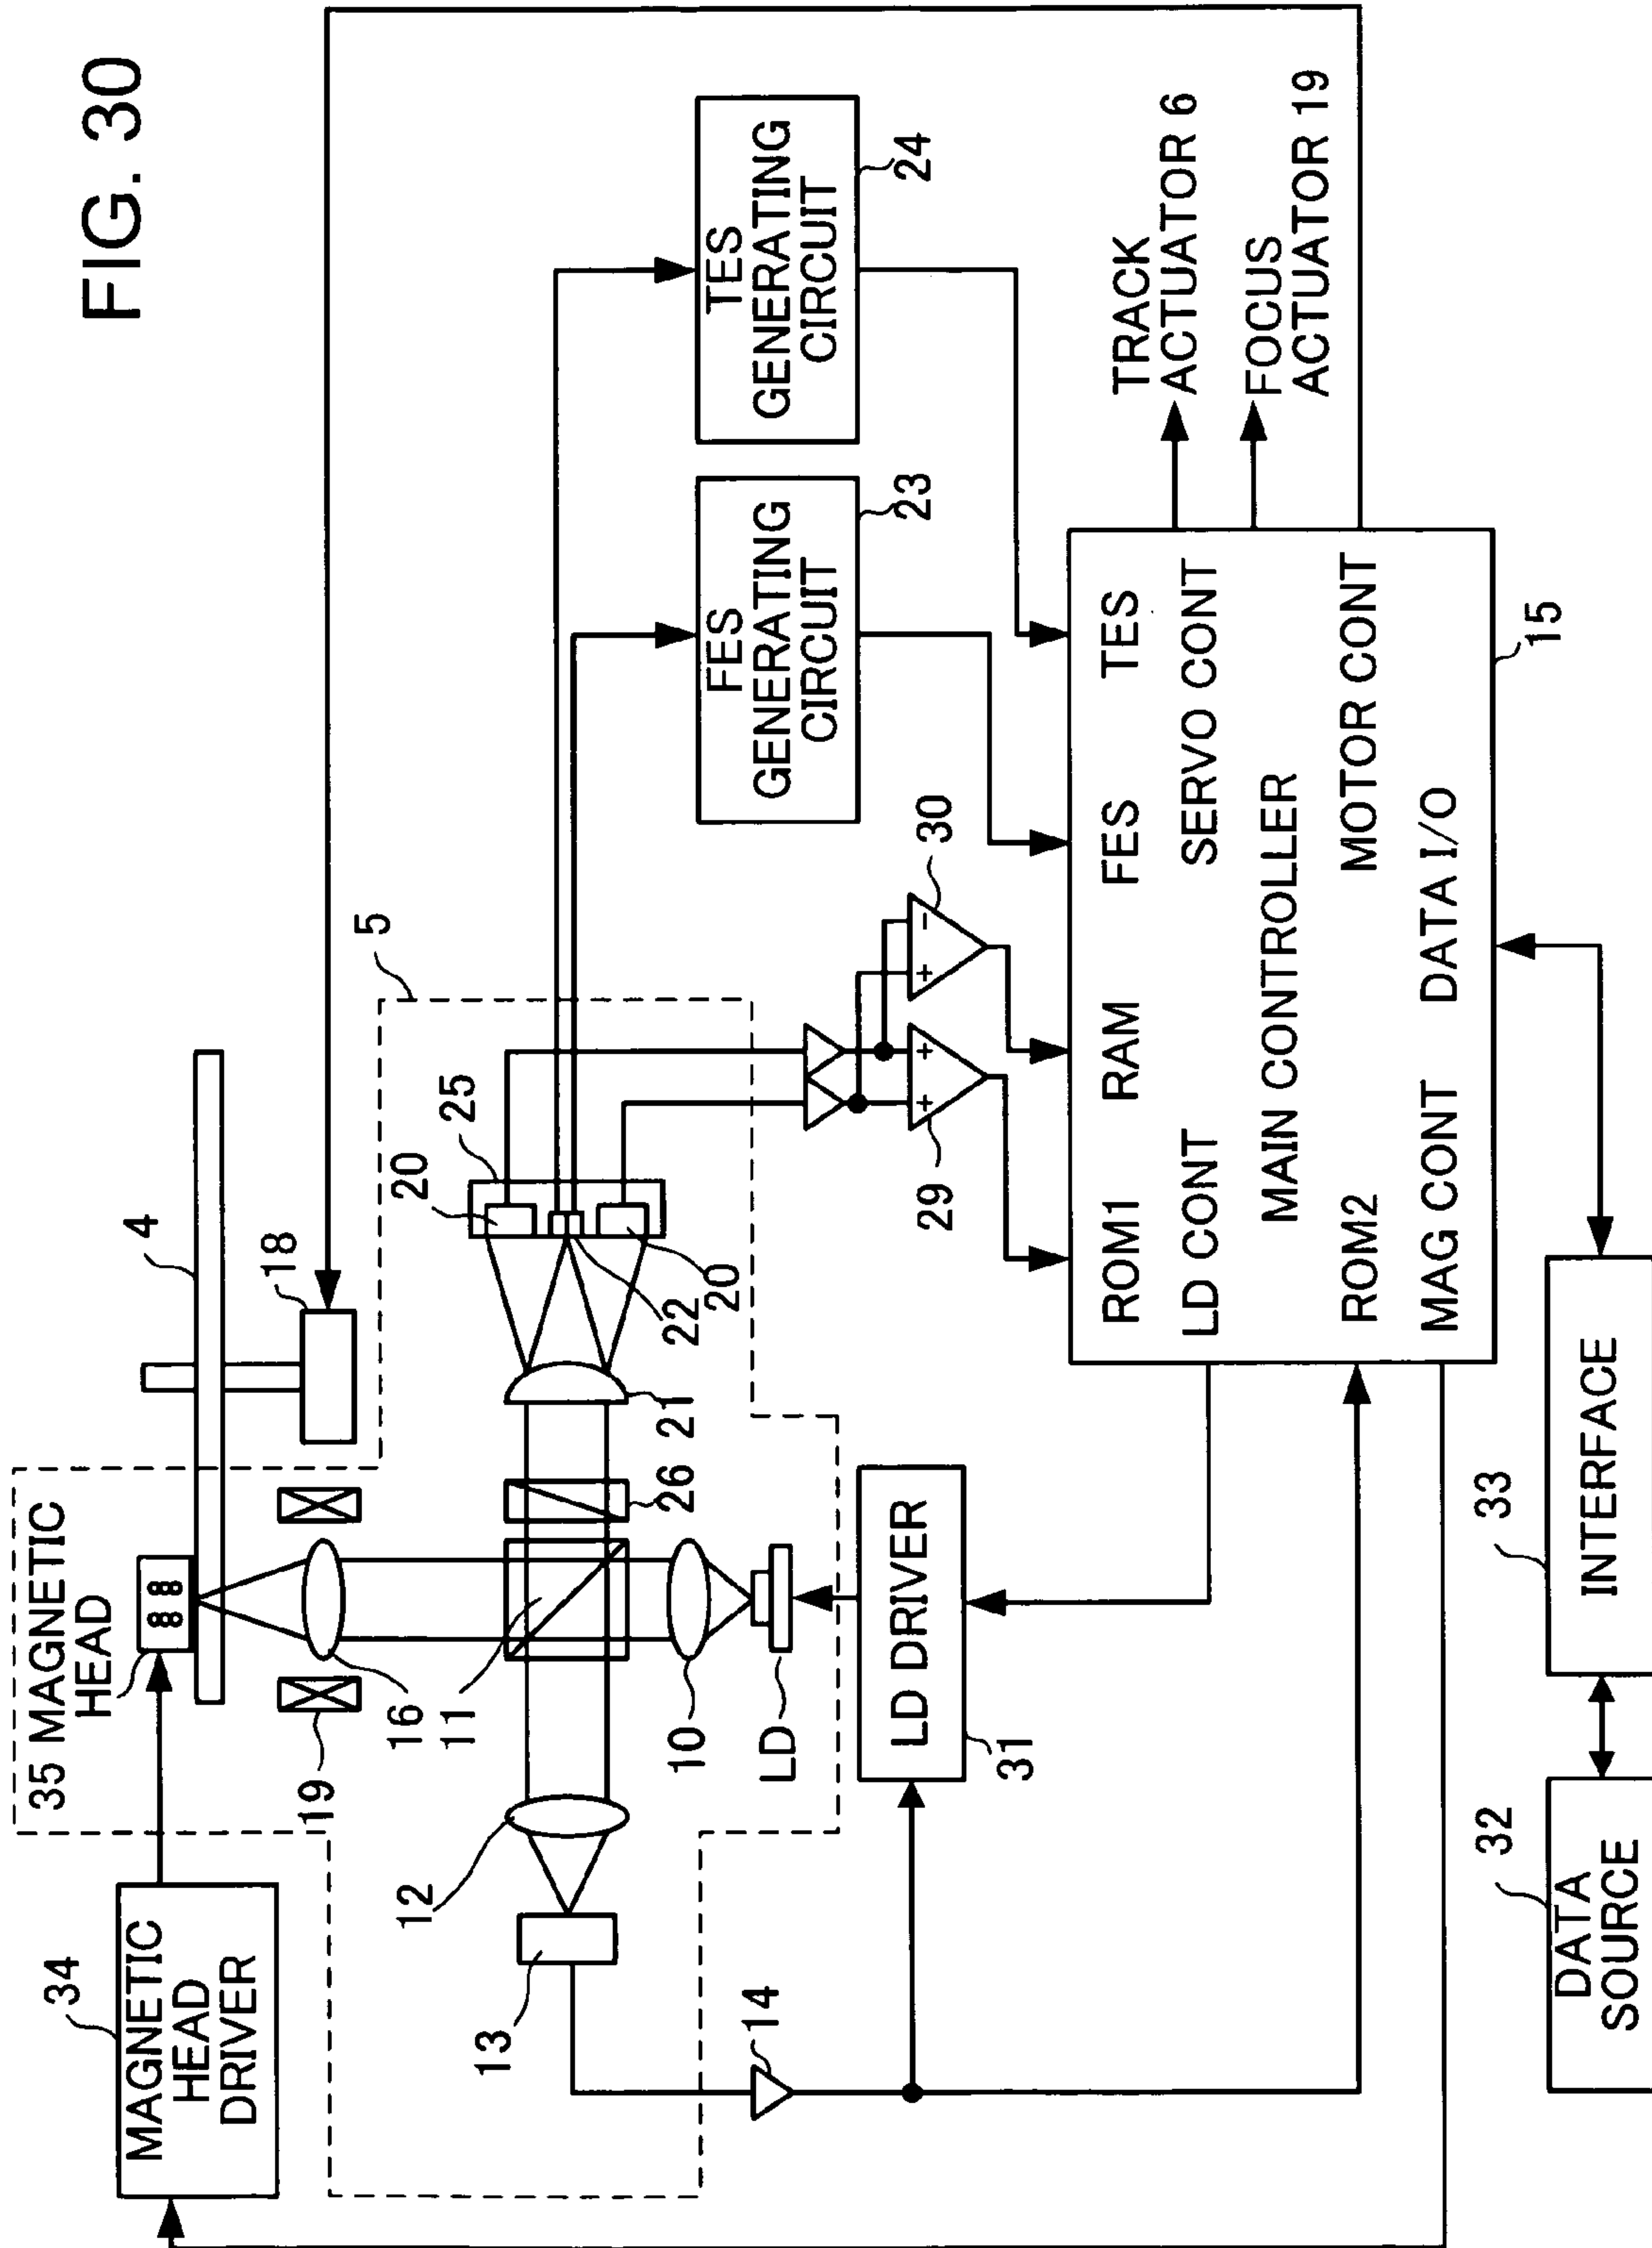 FIG. 30
34
MAGNETIC
HEAD
DRIVER
35 MAGNETIC
HEAD
4
18
19
16
11
5
12
13
10
LD
26
21
20
25
22
20
14
31
LD DRIVER
29
30
FES
GENERATING
CIRCUIT
23
TES
GENERATING
CIRCUIT
24
ROM1 RAM FES TES
LD CONT SERVO CONT
MAIN CONTROLLER
ROM2 MOTOR CONT
MAG CONT DATA I/O
15
TRACK
ACTUATOR 6
FOCUS
ACTUATOR 19
+ +
+ -
32
DATA
SOURCE
33
INTERFACE